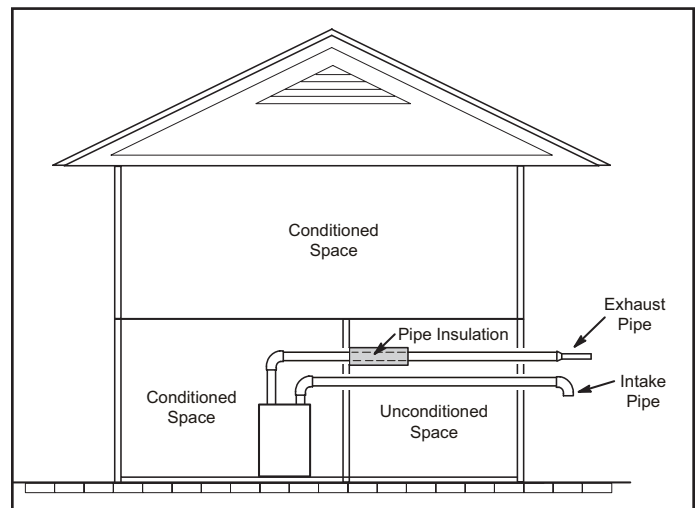 Conditioned
Space
Exhaust
Pipe
Pipe Insulation
Intake
Pipe
Conditioned
Space
Unconditioned
Space